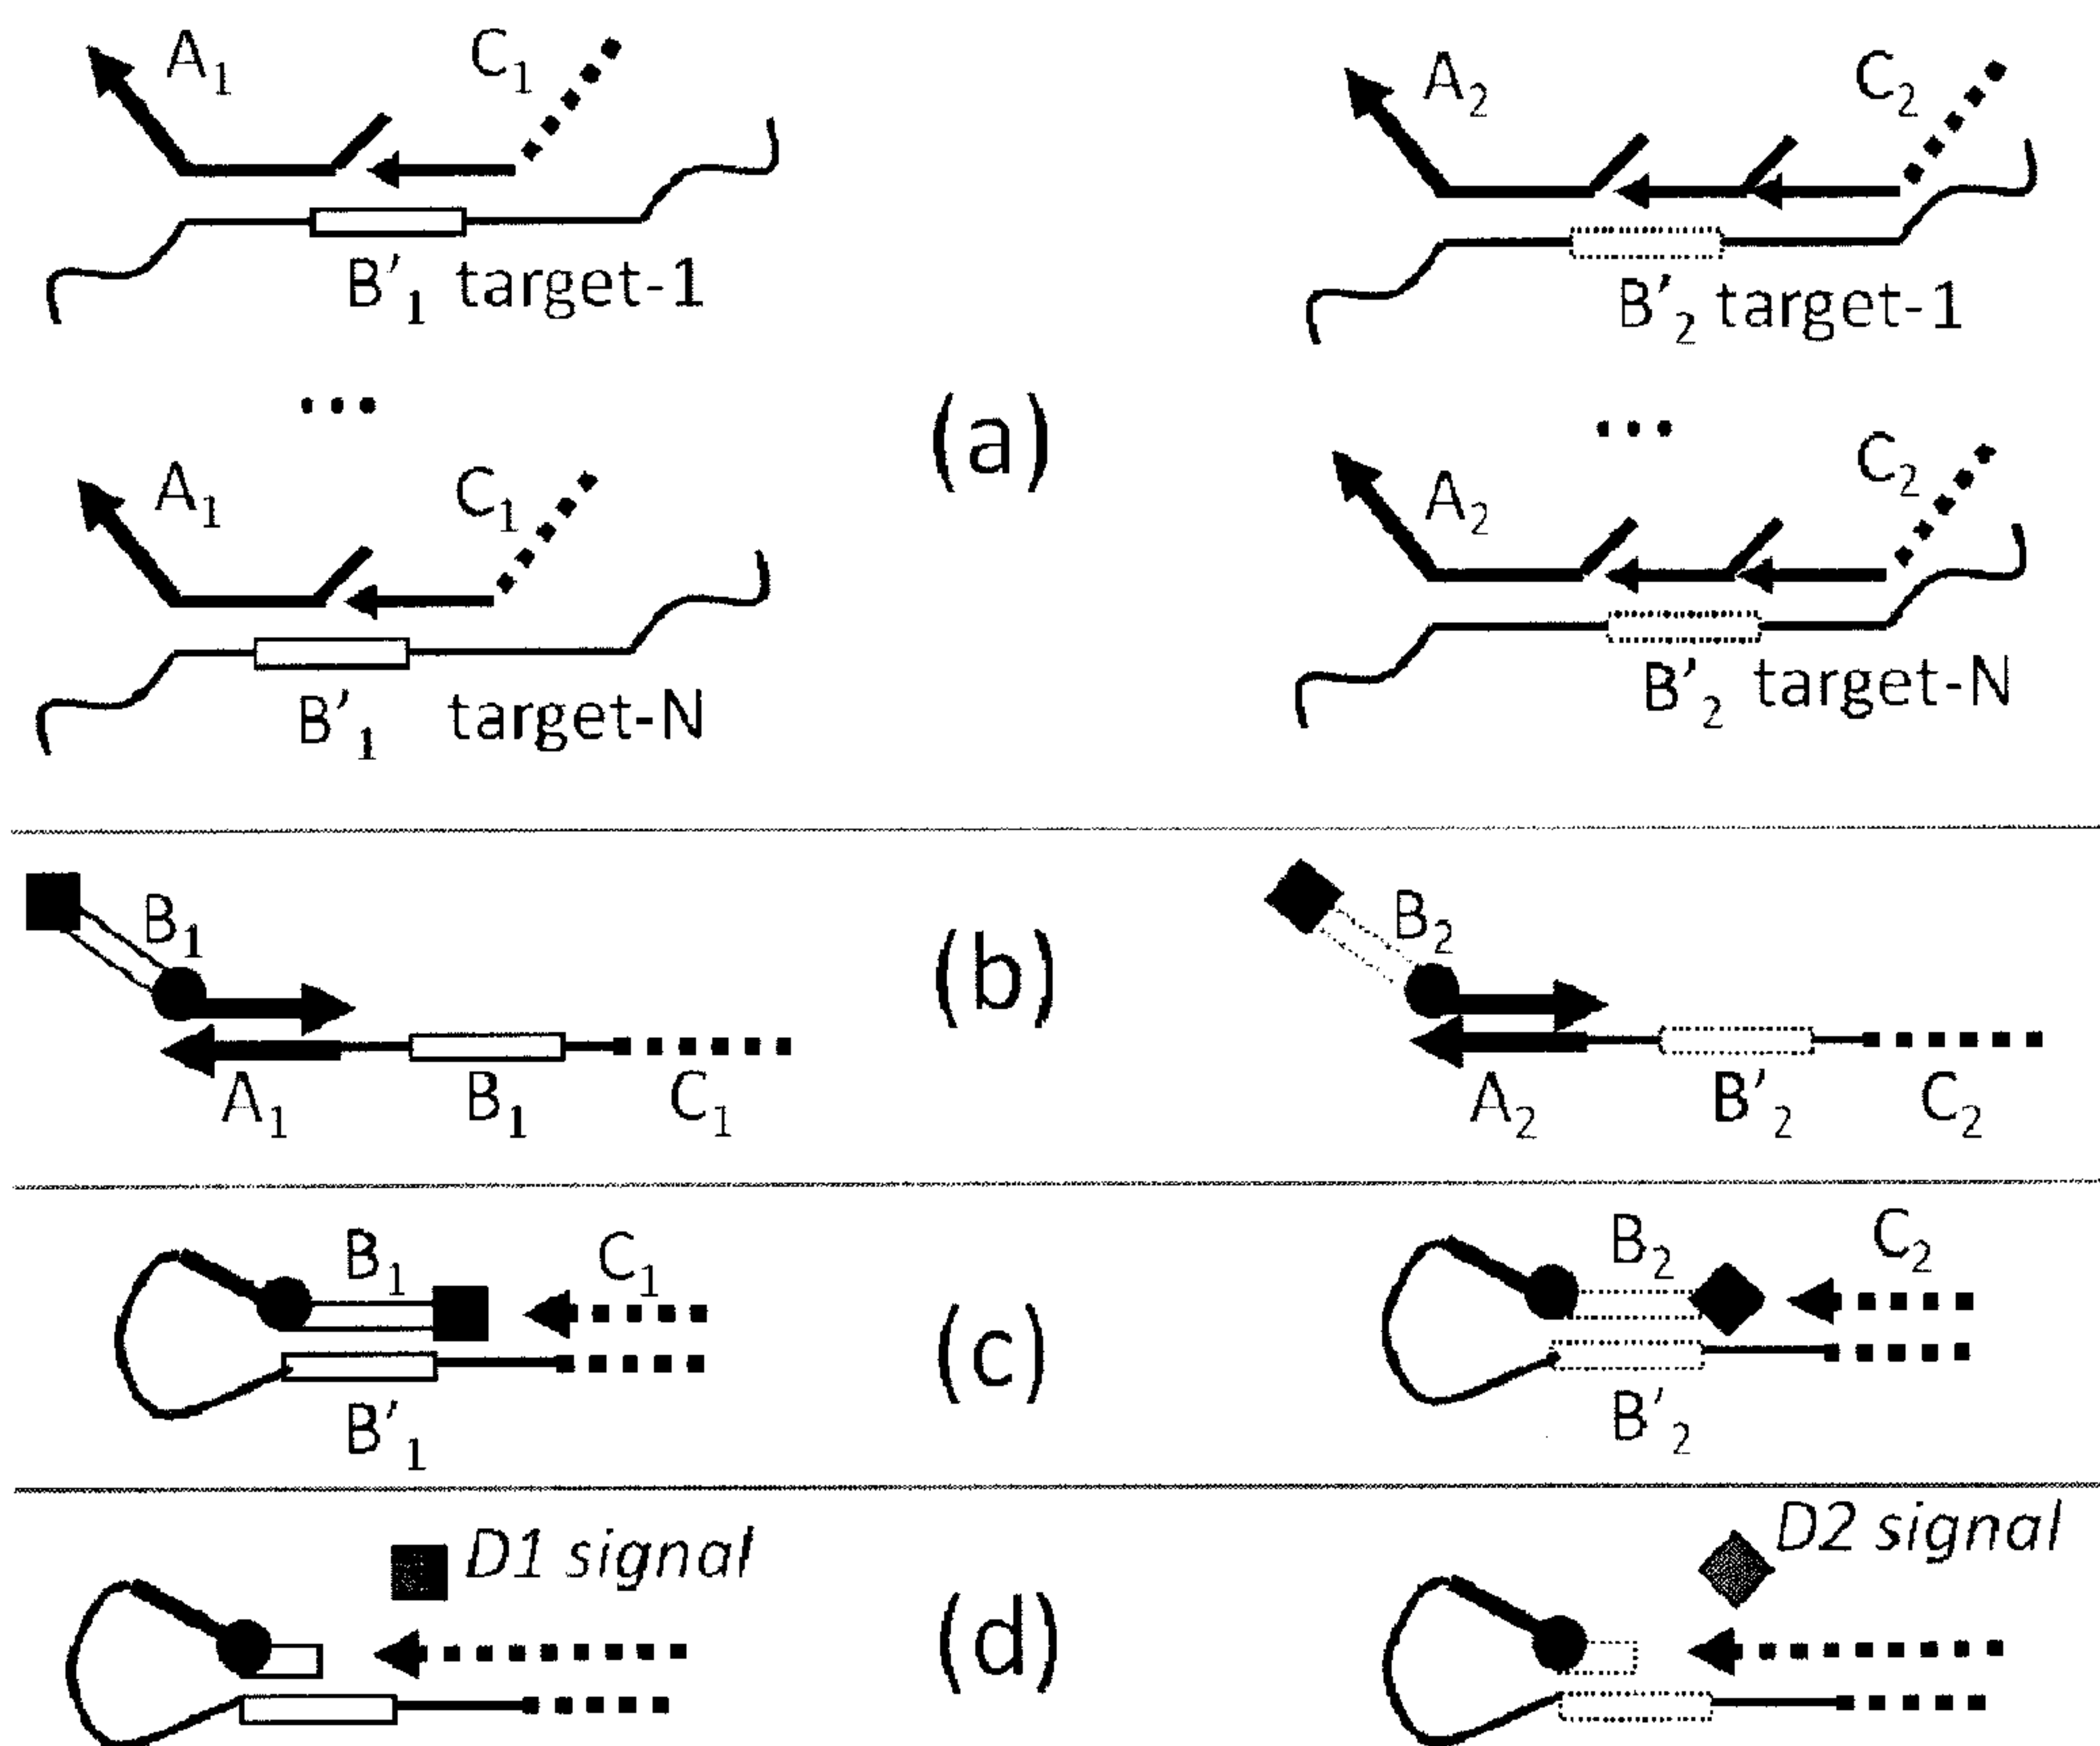 A1 C1 A2 C2
B′1 target-1 B′2 target-1
... (a) ...
A1 C1 A2 C2
B′1 target-N B′2 target-N
B1 (b) B2
A1 B1 C1 A2 B′2 C2
B1 C1 B2 C2
(c)
B′1 B′2
D1 signal D2 signal
(d)